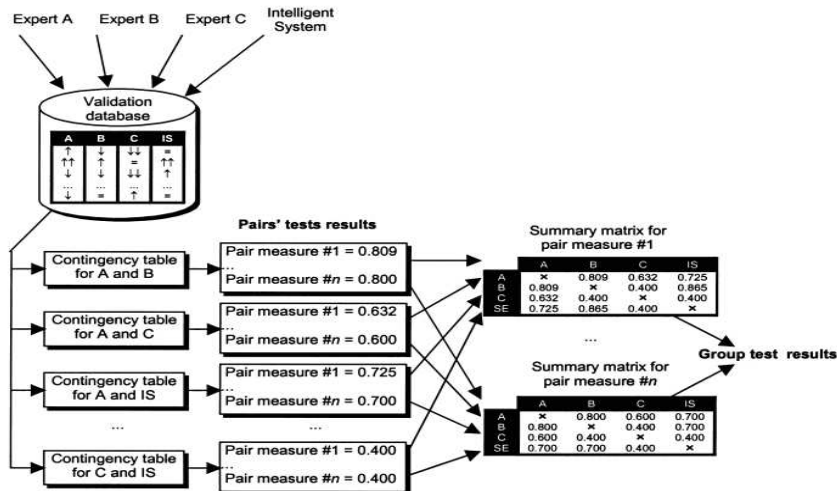 Expert A Expert B Expert C Intelligent System
Validation database
A B C IS
↑ ↓ ↓↓ =
↑↑ ↑ = ↑↑
↓ ↓ ↓↓ ↑
... ... ... ...
↓ = ↑ =
Pairs' tests results
Contingency table for A and B
Pair measure #1 = 0.809
...
Pair measure #n = 0.800
Contingency table for A and C
Pair measure #1 = 0.632
...
Pair measure #n = 0.600
Contingency table for A and IS
Pair measure #1 = 0.725
...
Pair measure #n = 0.700
... ...
Contingency table for C and IS
Pair measure #1 = 0.400
...
Pair measure #n = 0.400
Summary matrix for pair measure #1
A B C IS
A × 0.809 0.632 0.725
B 0.809 × 0.400 0.865
C 0.632 0.400 × 0.400
SE 0.725 0.865 0.400 ×
...
Summary matrix for pair measure #n
A B C IS
A × 0.800 0.600 0.700
B 0.800 × 0.400 0.700
C 0.600 0.400 × 0.400
SE 0.700 0.700 0.400 ×
Group test results